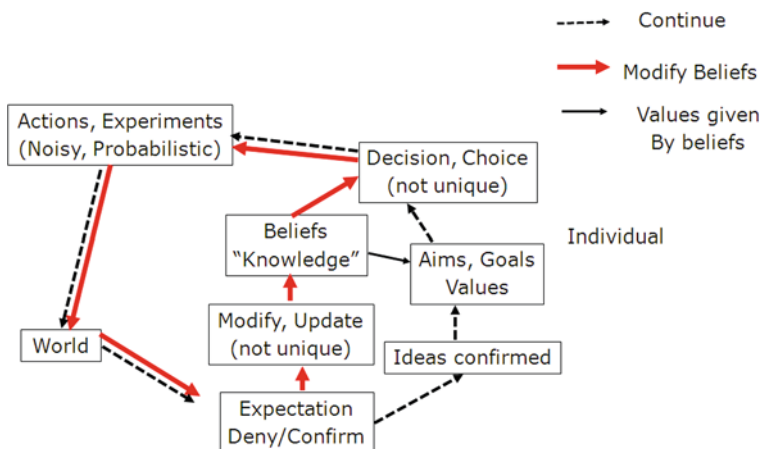 Continue
Modify Beliefs
Values given
By beliefs
Actions, Experiments
(Noisy, Probabilistic)
Decision, Choice
(not unique)
Beliefs
“Knowledge”
Individual
Aims, Goals
Values
Modify, Update
(not unique)
World
Ideas confirmed
Expectation
Deny/Confirm